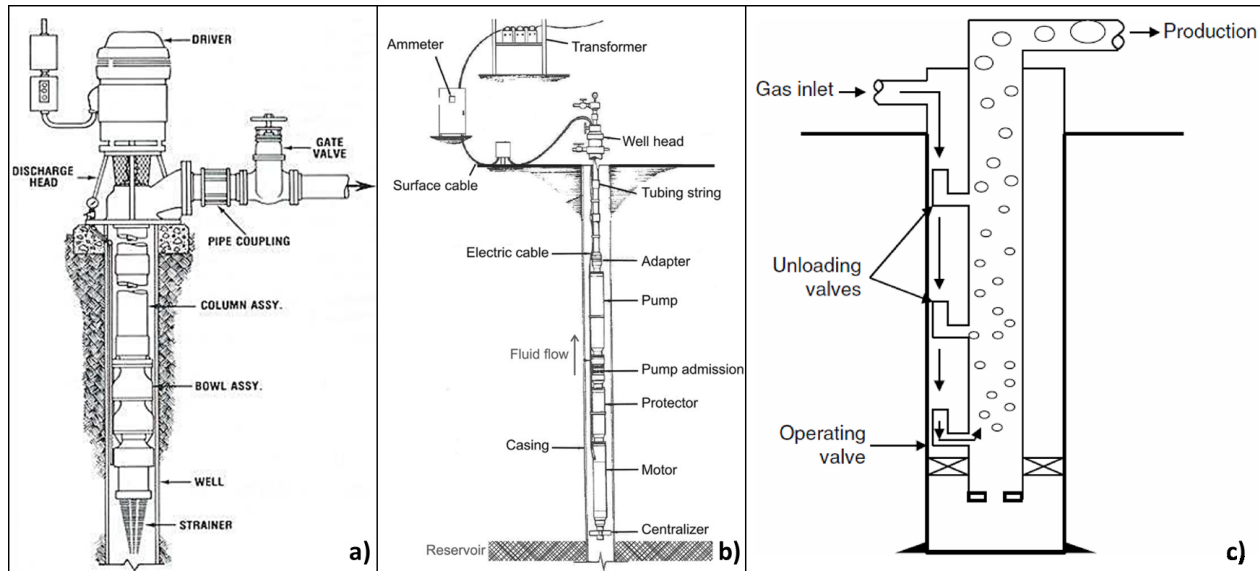 DRIVER
DISCHARGE
HEAD
GATE
VALVE
PIPE COUPLING
COLUMN ASSY.
BOWL ASSY.
WELL
STRAINER
a)
Ammeter
Transformer
Well head
Surface cable
Tubing string
Electric cable
Adapter
Pump
Fluid flow
Pump admission
Protector
Casing
Motor
Centralizer
Reservoir
b)
Production
Gas inlet
Unloading
valves
Operating
valve
c)